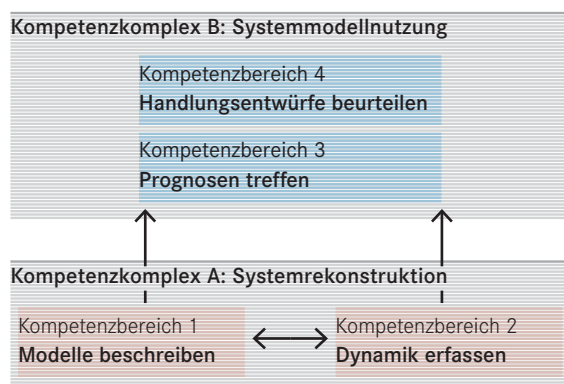 Kompetenzkomplex B: Systemmodellnutzung
Kompetenzbereich 4
Handlungsentwürfe beurteilen
Kompetenzbereich 3
Prognosen treffen
Kompetenzkomplex A: Systemrekonstruktion
Kompetenzbereich 1
Modelle beschreiben
Kompetenzbereich 2
Dynamik erfassen